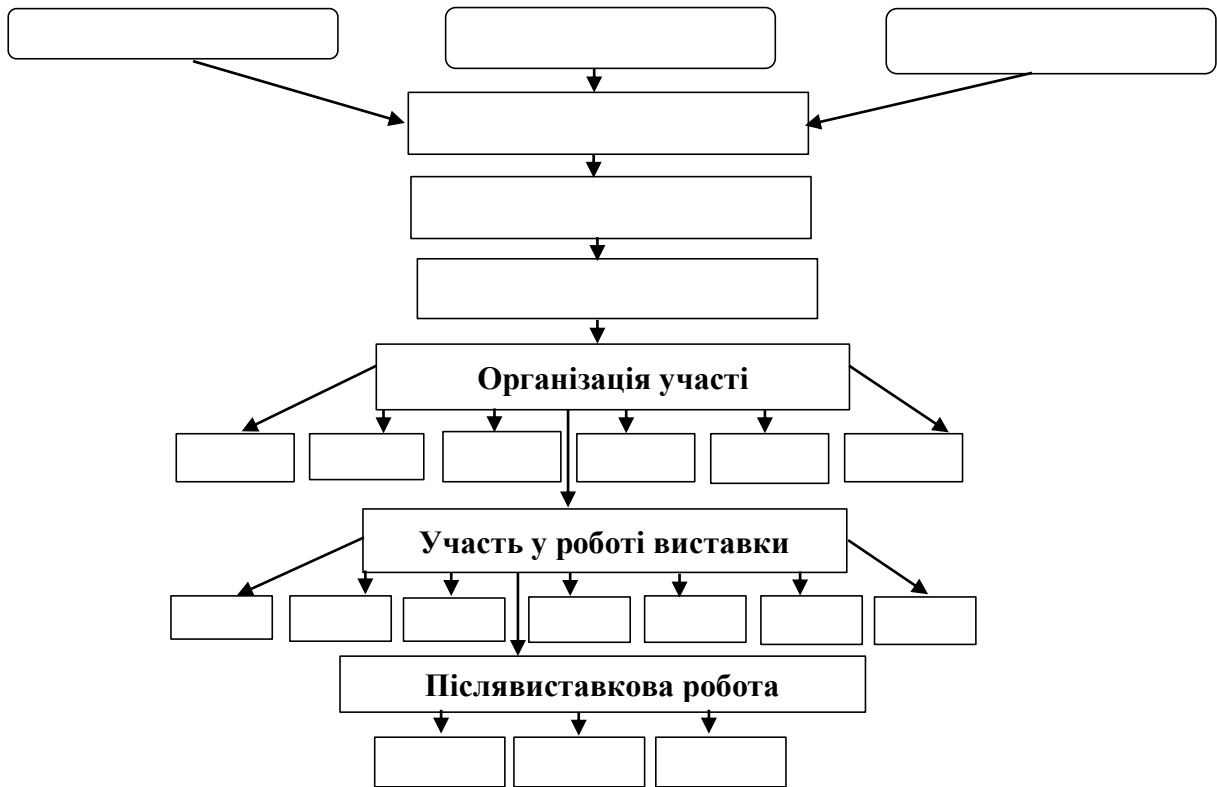 Організація участі
Участь у роботі виставки
Післявиставкова робота